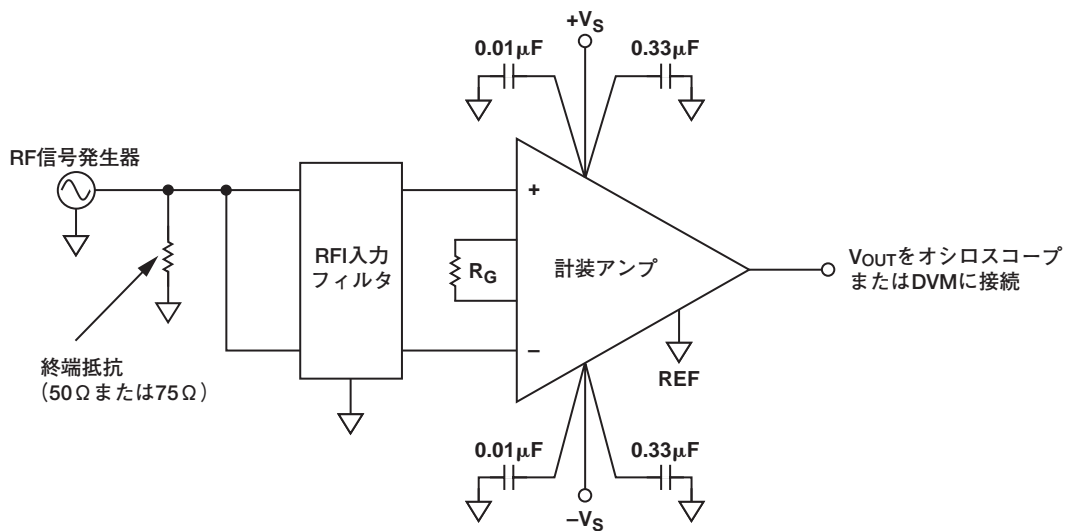 +VS
0.01μF
0.33μF
RF信号発生器
+
RFI入力
フィルタ
RG
計装アンプ
VOUTをオシロスコープ
またはDVMに接続
−
REF
終端抵抗
(50Ωまたは75Ω)
0.01μF
0.33μF
−VS